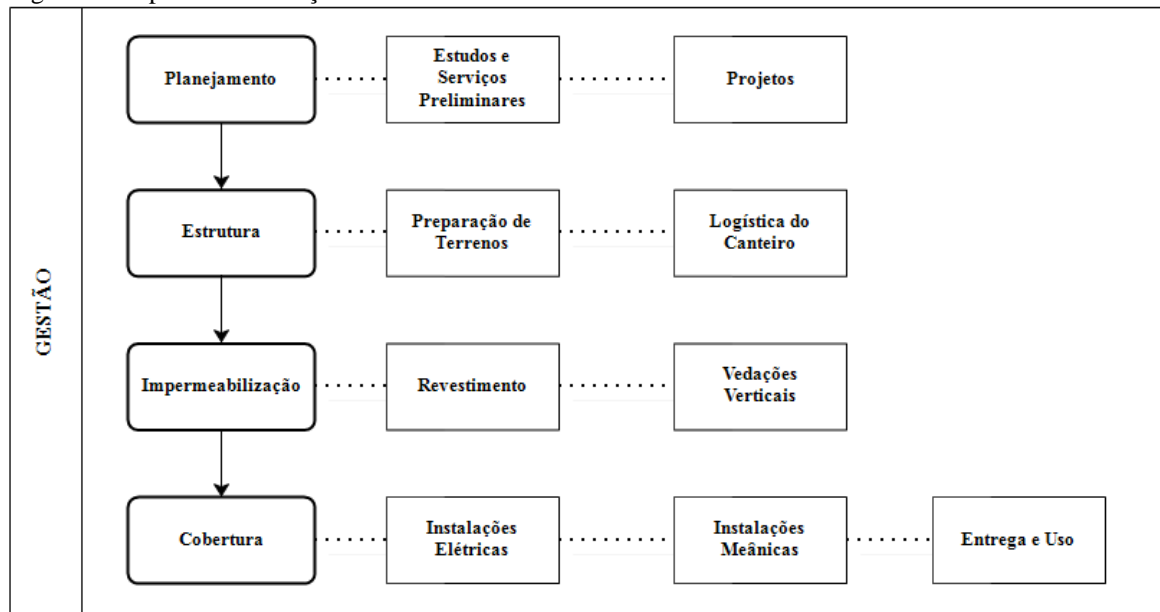 GESTÃO
Planejamento
Estudos e
Serviços
Preliminares
Projetos
Estrutura
Preparação de
Terrenos
Logística do
Canteiro
Impermeabilização
Revestimento
Vedações
Verticais
Cobertura
Instalações
Elétricas
Instalações
Meânicas
Entrega e Uso